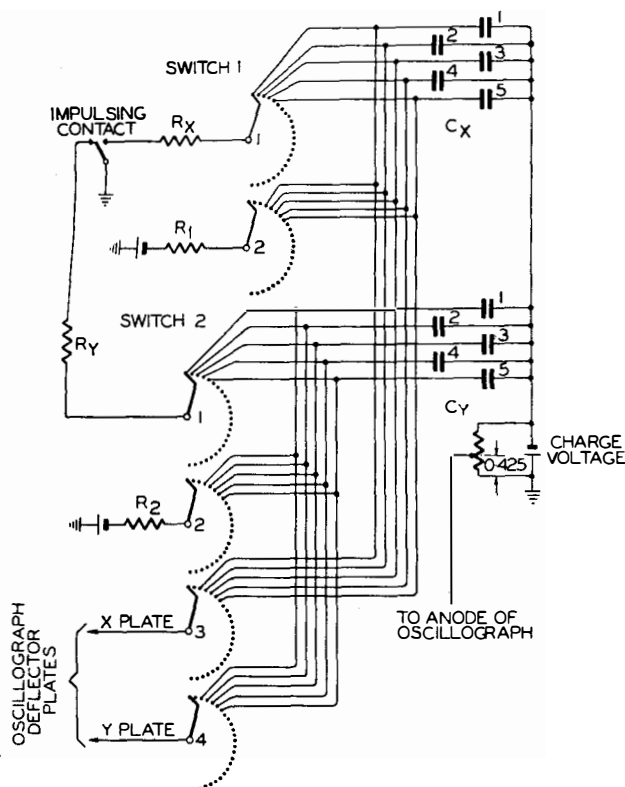 SWITCH 1
IMPULSING
CONTACT
RX
1
2
3
4
5
CX
1
R1
2
SWITCH 2
RY
1
2
3
4
5
CY
1
CHARGE
VOLTAGE
0·425
R2
2
TO ANODE OF
OSCILLOGRAPH
OSCILLOGRAPH
DEFLECTOR
PLATES
X PLATE
3
Y PLATE
4